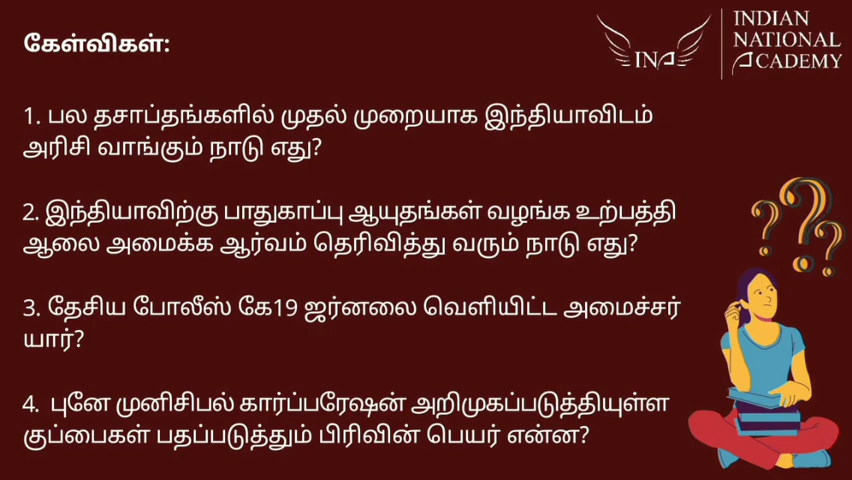 கேள்விகள்:
INDIAN
NATIONAL
ACADEMY
INA
1. பல தசாப்தங்களில் முதல் முறையாக இந்தியாவிடம்
அரிசி வாங்கும் நாடு எது?
2. இந்தியாவிற்கு பாதுகாப்பு ஆயுதங்கள் வழங்க உற்பத்தி
ஆலை அமைக்க ஆர்வம் தெரிவித்து வரும் நாடு எது?
3. தேசிய போலீஸ் கே19 ஜர்னலை வெளியிட்ட அமைச்சர்
யார்?
4. புனே முனிசிபல் கார்ப்பரேஷன் அறிமுகப்படுத்தியுள்ள
குப்பைகள் பதப்படுத்தும் பிரிவின் பெயர் என்ன?